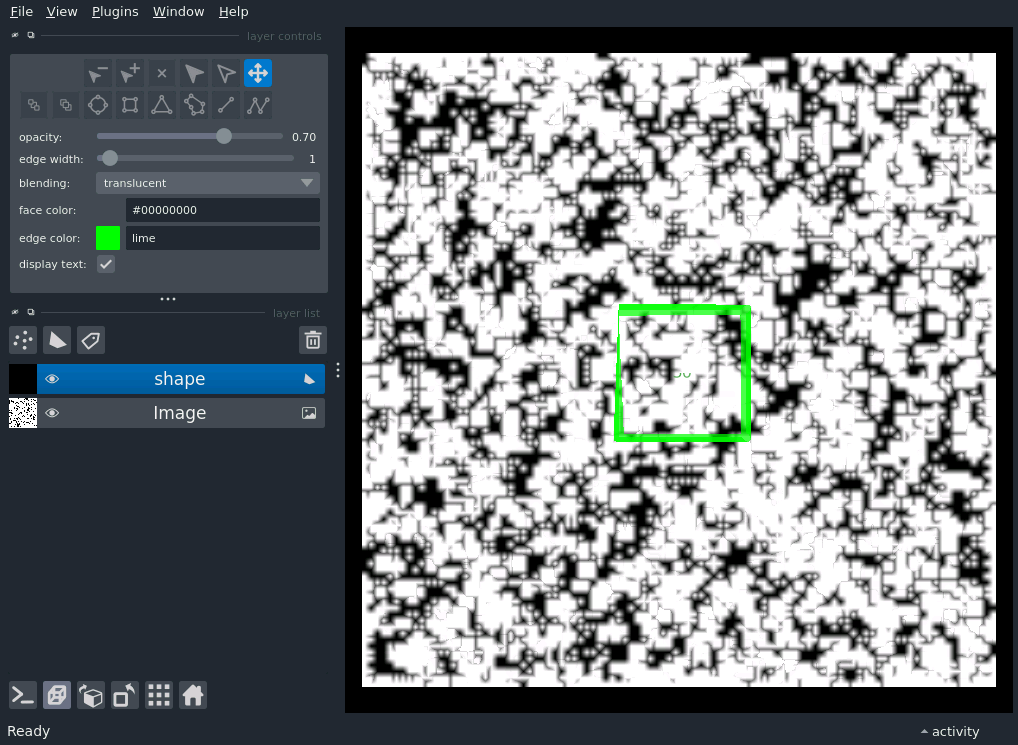 File View Plugins Window Help
layer controls
opacity: 0.70
edge width: 1
blending: translucent
face color: #00000000
edge color: lime
display text:
layer list
shape
Image
Ready
activity